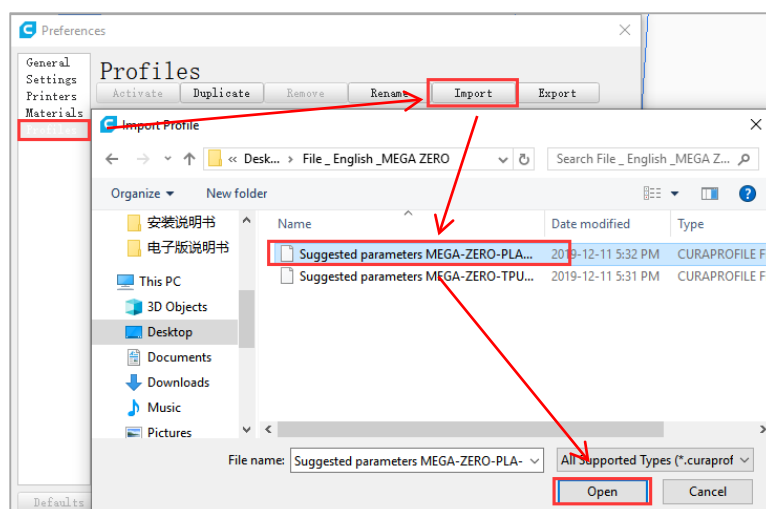 Preferences
General
Settings
Printers
Materials
Profiles
Profiles
Activate Duplicate Remove Rename Import Export
Import Profile
« Desk... > File _ English _MEGA ZERO
Search File _ English _MEGA Z...
Organize New folder
安装说明书
电子版说明书
This PC
3D Objects
Desktop
Documents
Downloads
Music
Pictures
Name Date modified Type
Suggested parameters MEGA-ZERO-PLA... 2019-12-11 5:32 PM CURAPROFILE F
Suggested parameters MEGA-ZERO-TPU... 2019-12-11 5:31 PM CURAPROFILE F
File name: Suggested parameters MEGA-ZERO-PLA- All Supported Types (*.curaprof
Open Cancel
Defaults